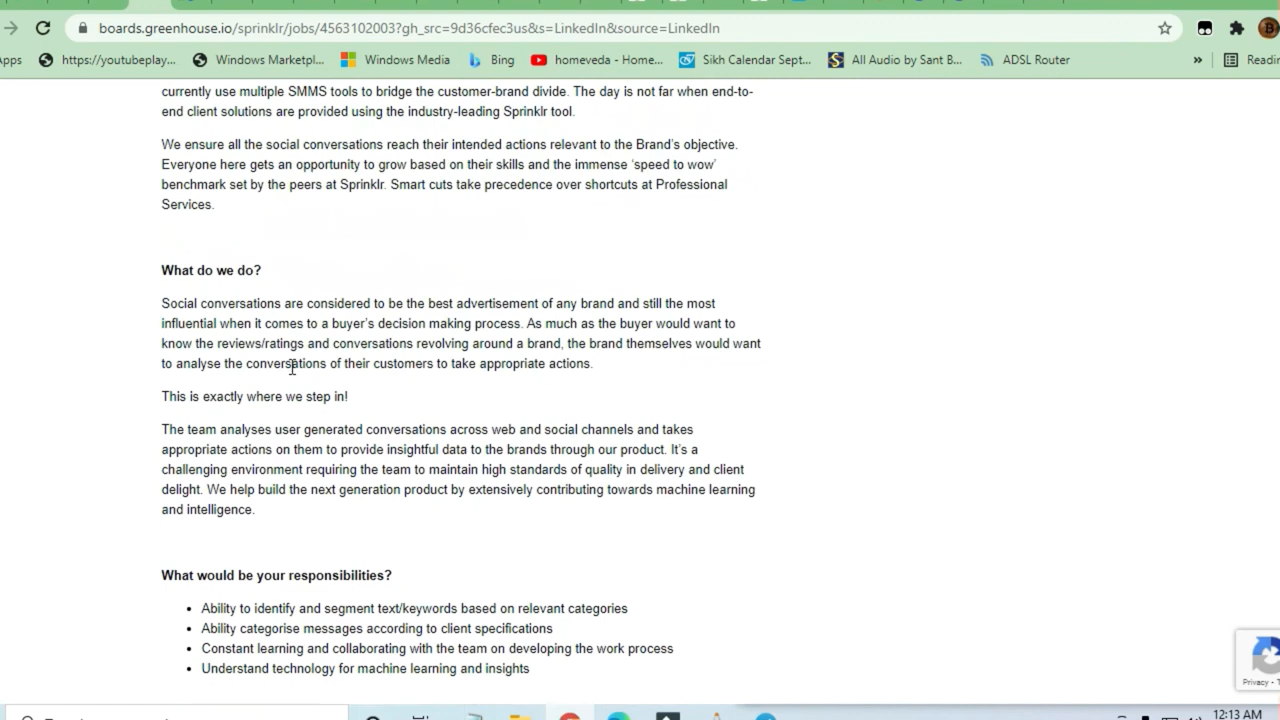 boards.greenhouse.io/sprinklr/jobs/4563102003?gh_src=9d36cfec3us&s=LinkedIn&source=LinkedIn
https://youtubeplay... Windows Marketpl... Windows Media Bing homeveda - Home... Sikh Calendar Sept... All Audio by Sant B... ADSL Router »
currently use multiple SMMS tools to bridge the customer-brand divide. The day is not far when end-to-
end client solutions are provided using the industry-leading Sprinklr tool.
We ensure all the social conversations reach their intended actions relevant to the Brand's objective.
Everyone here gets an opportunity to grow based on their skills and the immense 'speed to wow'
benchmark set by the peers at Sprinklr. Smart cuts take precedence over shortcuts at Professional
Services.
What do we do?
Social conversations are considered to be the best advertisement of any brand and still the most
influential when it comes to a buyer's decision making process. As much as the buyer would want to
know the reviews/ratings and conversations revolving around a brand, the brand themselves would want
to analyse the conversations of their customers to take appropriate actions.
This is exactly where we step in!
The team analyses user generated conversations across web and social channels and takes
appropriate actions on them to provide insightful data to the brands through our product. It's a
challenging environment requiring the team to maintain high standards of quality in delivery and client
delight. We help build the next generation product by extensively contributing towards machine learning
and intelligence.
What would be your responsibilities?
• Ability to identify and segment text/keywords based on relevant categories
• Ability categorise messages according to client specifications
• Constant learning and collaborating with the team on developing the work process
• Understand technology for machine learning and insights
Privacy
12:13 AM